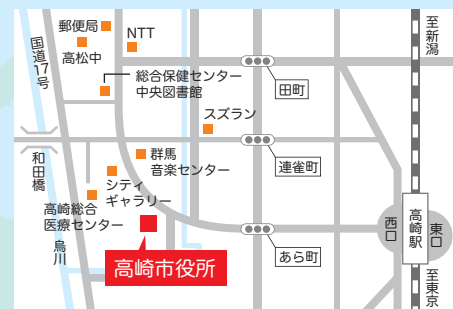 郵便局
NTT
至新潟
国道17号
高松中
総合保健センター
中央図書館
田町
スズラン
群馬
音楽センター
連雀町
和田橋
シティ
ギャラリー
高崎総合
医療センター
烏川
高崎市役所
あら町
西口
高崎駅
東口
至東京